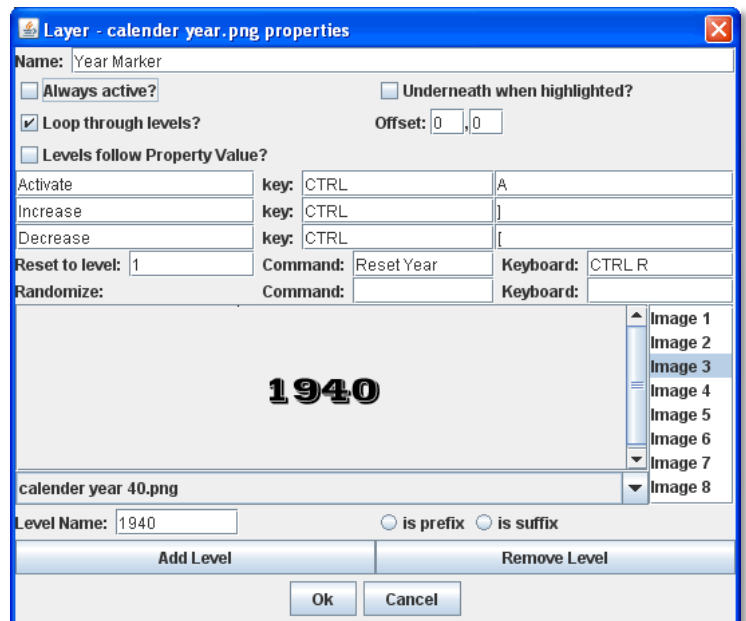 Layer - calender year.png properties
Name: Year Marker
Always active? Underneath when highlighted?
Loop through levels? Offset: 0 ,0
Levels follow Property Value?
Activate key: CTRL A
Increase key: CTRL ]
Decrease key: CTRL [
Reset to level: 1 Command: Reset Year Keyboard: CTRL R
Randomize: Command: Keyboard:
1940
Image 1
Image 2
Image 3
Image 4
Image 5
Image 6
Image 7
Image 8
calender year 40.png
Level Name: 1940 is prefix is suffix
Add Level Remove Level
Ok Cancel